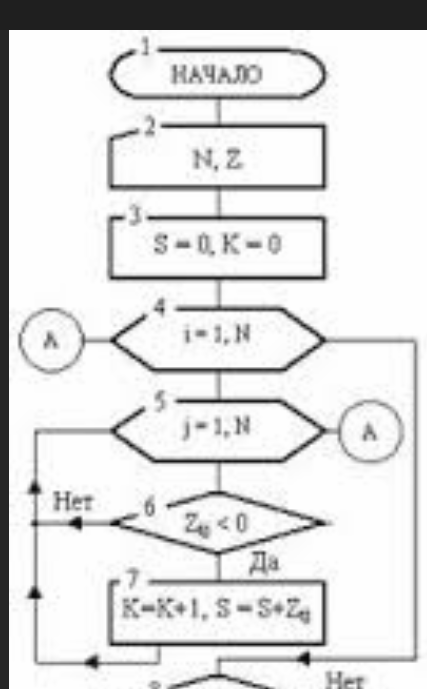 1
НАЧАЛО
2
N, Z
3
S = 0, K = 0
4
A
i = 1, N
5
j = 1, N
A
Нет
6
Zij < 0
Да
7
K=K+1, S = S+Zij
8
Нет